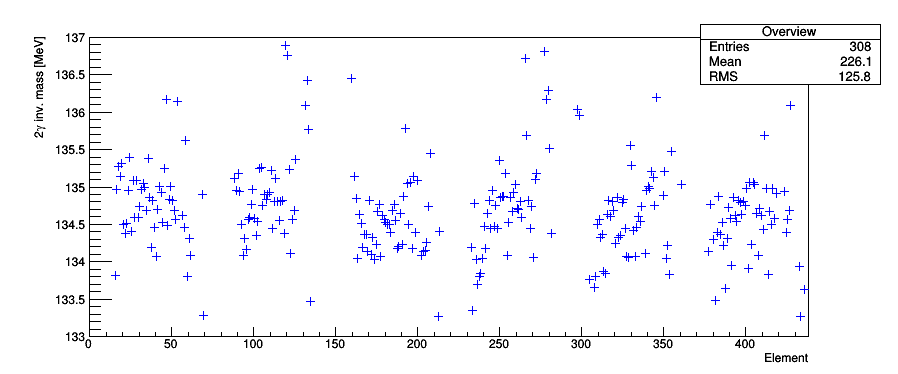 Overview
Entries 308
Mean 226.1
RMS 125.8
2γ inv. mass [MeV]
137
136.5
136
135.5
135
134.5
134
133.5
133
0 50 100 150 200 250 300 350 400
Element